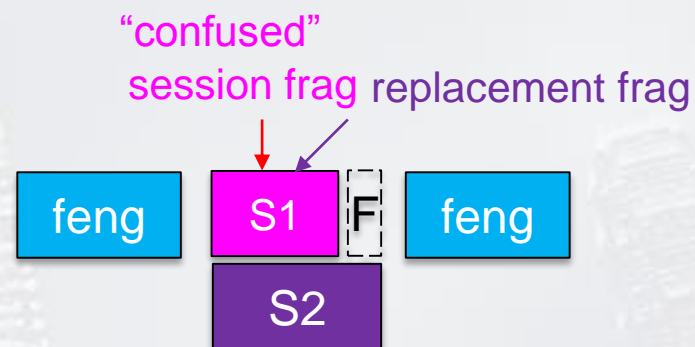 “confused”
session frag replacement frag
feng S1 F feng
S2